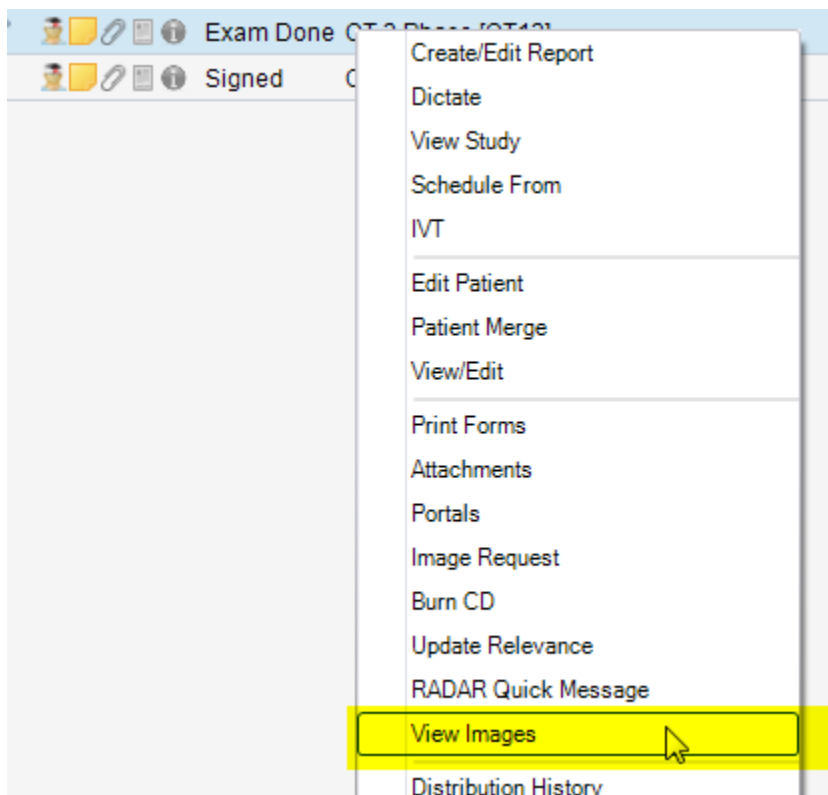 Exam Done
Create/Edit Report
Signed
Dictate
View Study
Schedule From
IVT
Edit Patient
Patient Merge
View/Edit
Print Forms
Attachments
Portals
Image Request
Burn CD
Update Relevance
RADAR Quick Message
View Images
Distribution History